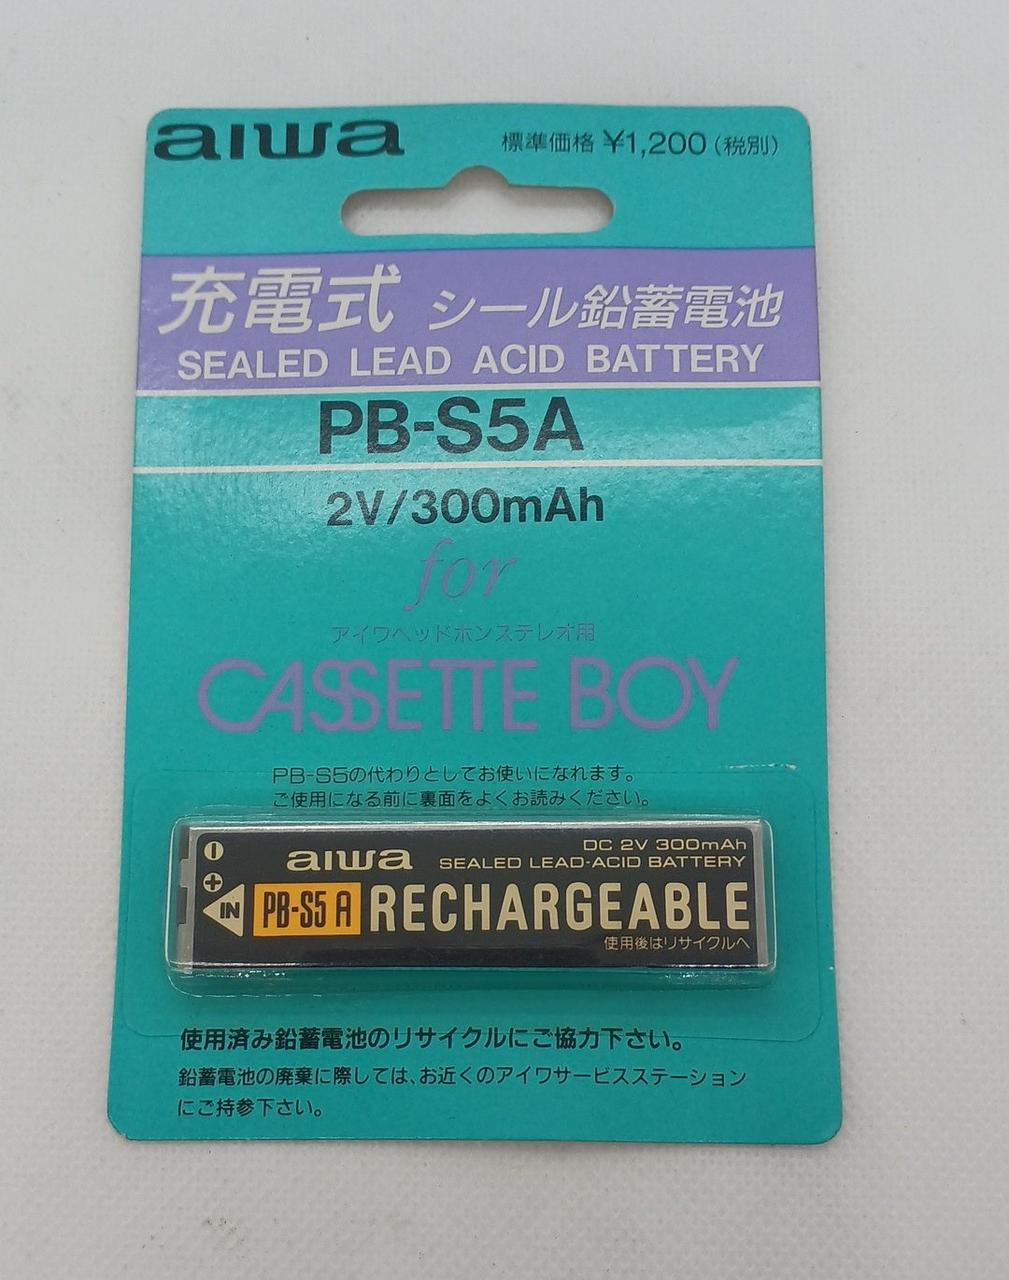 aiwa
標準価格 ¥1,200(税別)
充電式 シール鉛蓄電池
SEALED LEAD ACID BATTERY
PB-S5A
2V/300mAh
for
アイワヘッドホンステレオ用
CASSETTE BOY
PB-S5の代わりとしてお使いになれます。
ご使用になる前に裏面をよくお読みください。
aiwa
DC 2V 300mAh
SEALED LEAD-ACID BATTERY
IN
PB-S5 A RECHARGEABLE
使用後はリサイクルへ
使用済み鉛蓄電池のリサイクルにご協力下さい。
鉛蓄電池の廃棄に際しては、お近くのアイワサービスステーション
にご持参下さい。